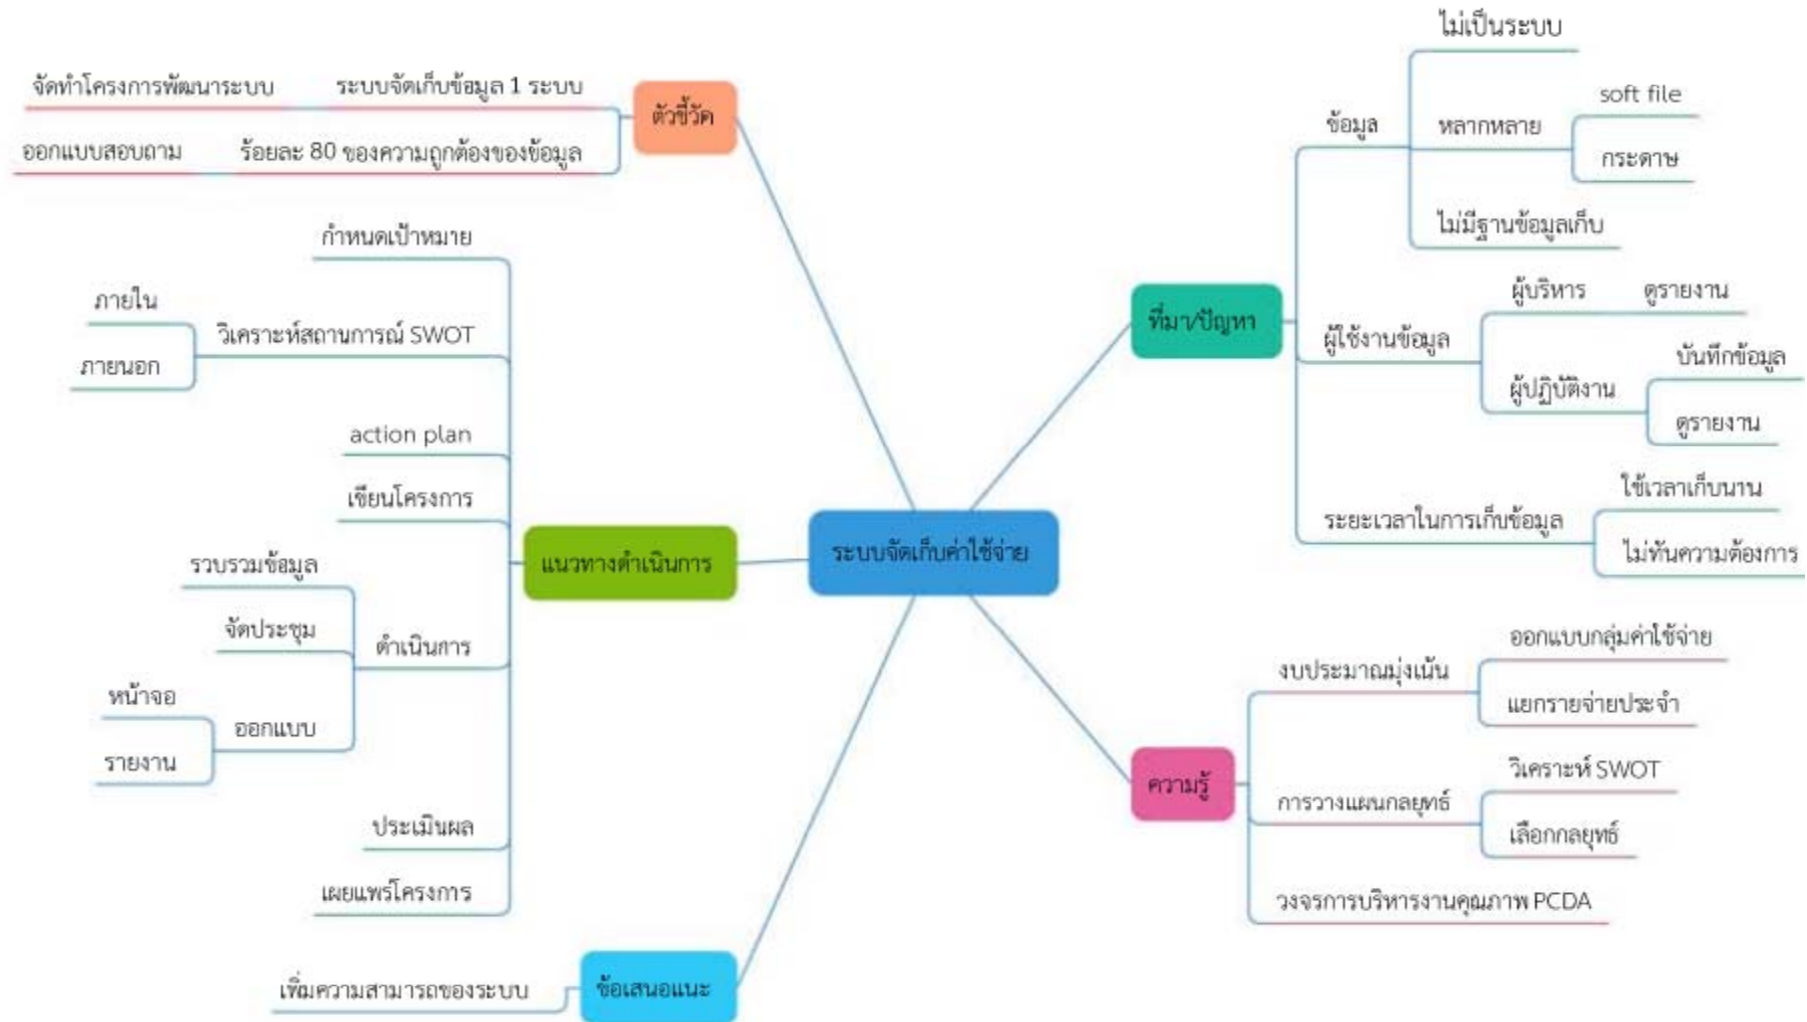 ตัวชี้วัด
ระบบจัดเก็บข้อมูล 1 ระบบ
จัดทำโครงการพัฒนาระบบ
ร้อยละ 80 ของความถูกต้องของข้อมูล
ออกแบบสอบถาม
แนวทางดำเนินการ
กำหนดเป้าหมาย
วิเคราะห์สถานการณ์ SWOT
ภายใน
ภายนอก
action plan
เขียนโครงการ
ดำเนินการ
รวบรวมข้อมูล
จัดประชุม
ออกแบบ
หน้าจอ
รายงาน
ประเมินผล
เผยแพร่โครงการ
ข้อเสนอแนะ
เพิ่มความสามารถของระบบ
ระบบจัดเก็บค่าใช้จ่าย
ที่มา/ปัญหา
ข้อมูล
ไม่เป็นระบบ
หลากหลาย
soft file
กระดาษ
ไม่มีฐานข้อมูลเก็บ
ผู้ใช้งานข้อมูล
ผู้บริหาร
ดูรายงาน
ผู้ปฏิบัติงาน
บันทึกข้อมูล
ดูรายงาน
ระยะเวลาในการเก็บข้อมูล
ใช้เวลาเก็บนาน
ไม่ทันความต้องการ
ความรู้
งบประมาณมุ่งเน้น
ออกแบบกลุ่มค่าใช้จ่าย
แยกรายจ่ายประจำ
การวางแผนกลยุทธ์
วิเคราะห์ SWOT
เลือกกลยุทธ์
วงจรการบริหารงานคุณภาพ PCDA